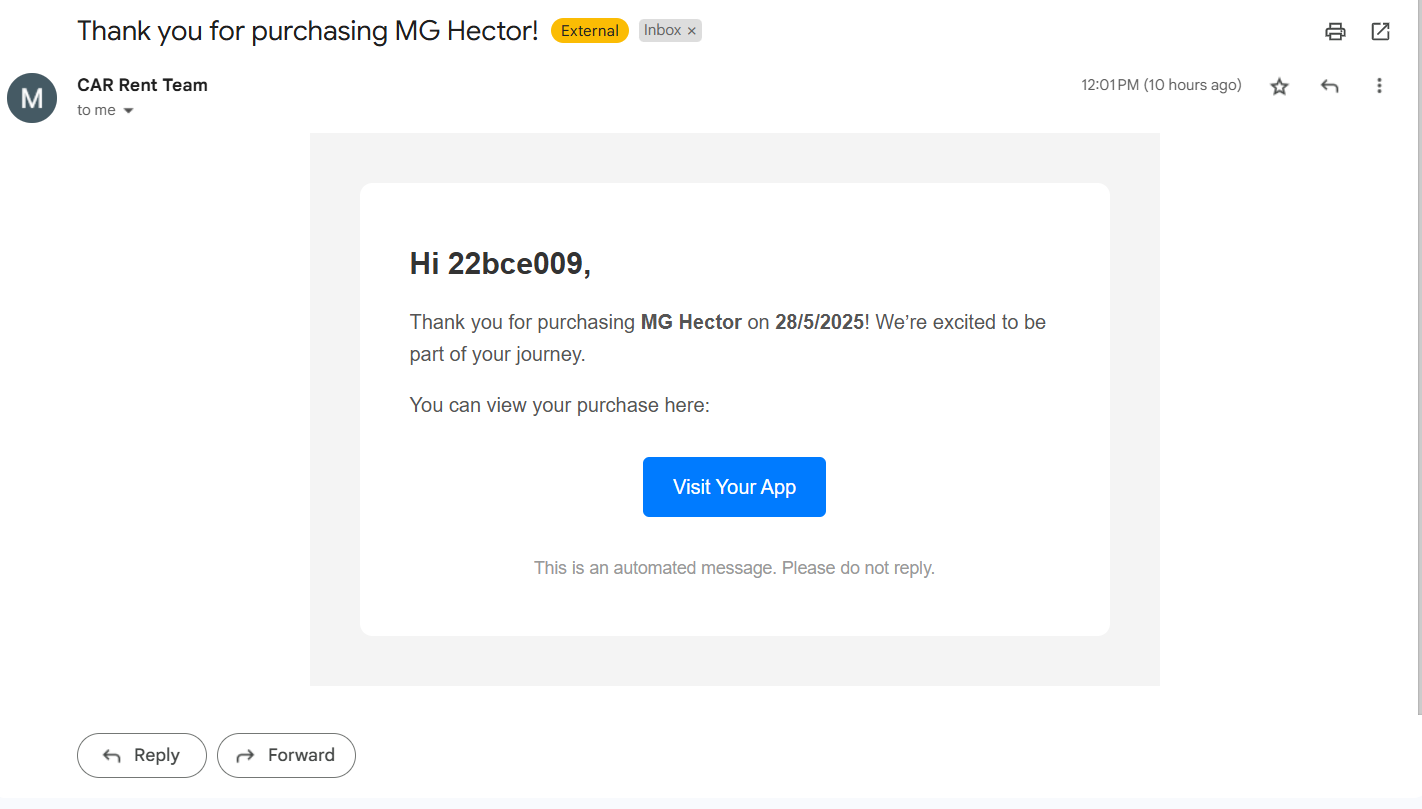 Thank you for purchasing MG Hector! External Inbox ×
M
CAR Rent Team 12:01 PM (10 hours ago)
to me
Hi 22bce009,
Thank you for purchasing MG Hector on 28/5/2025! We’re excited to be
part of your journey.
You can view your purchase here:
Visit Your App
This is an automated message. Please do not reply.
Reply Forward